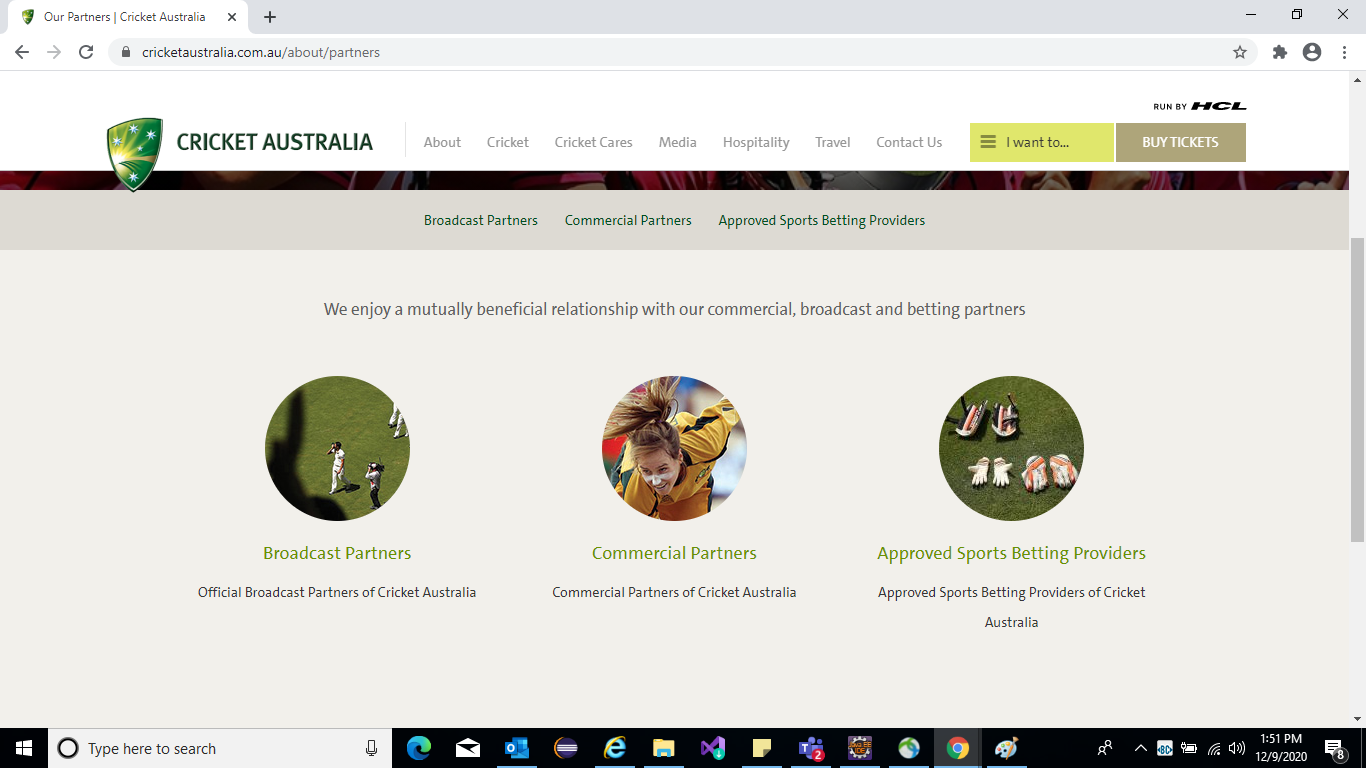 Our Partners | Cricket Australia
cricketaustralia.com.au/about/partners
RUN BY HCL
CRICKET AUSTRALIA
About Cricket Cricket Cares Media Hospitality Travel Contact Us I want to... BUY TICKETS
Broadcast Partners Commercial Partners Approved Sports Betting Providers
We enjoy a mutually beneficial relationship with our commercial, broadcast and betting partners
Broadcast Partners Commercial Partners Approved Sports Betting Providers
Official Broadcast Partners of Cricket Australia Commercial Partners of Cricket Australia Approved Sports Betting Providers of Cricket
Australia
Type here to search
2
1:51 PM
12/9/2020
8